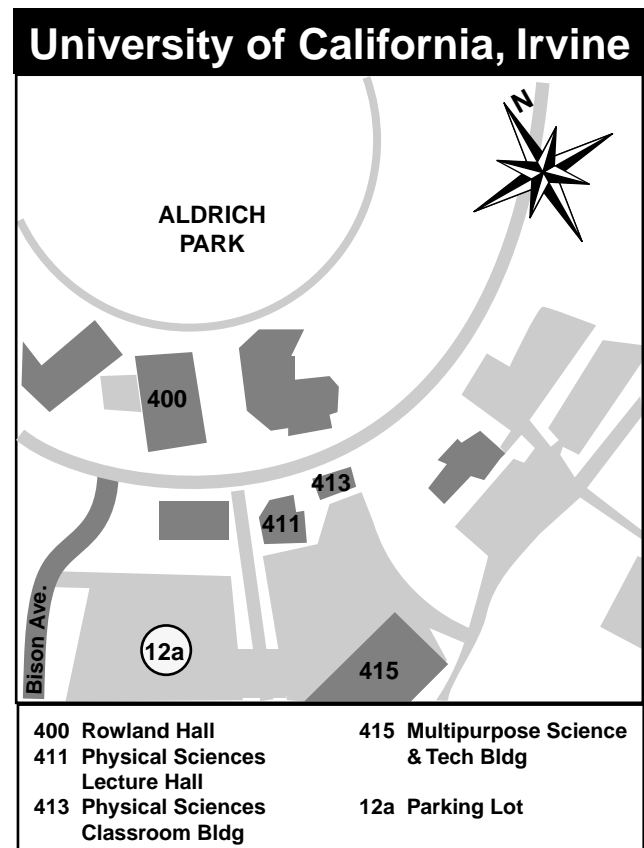 University of California, Irvine
N
ALDRICH
PARK
400
413
411
Bison Ave.
12a
415
400 Rowland Hall
411 Physical Sciences
Lecture Hall
413 Physical Sciences
Classroom Bldg
415 Multipurpose Science
& Tech Bldg
12a Parking Lot